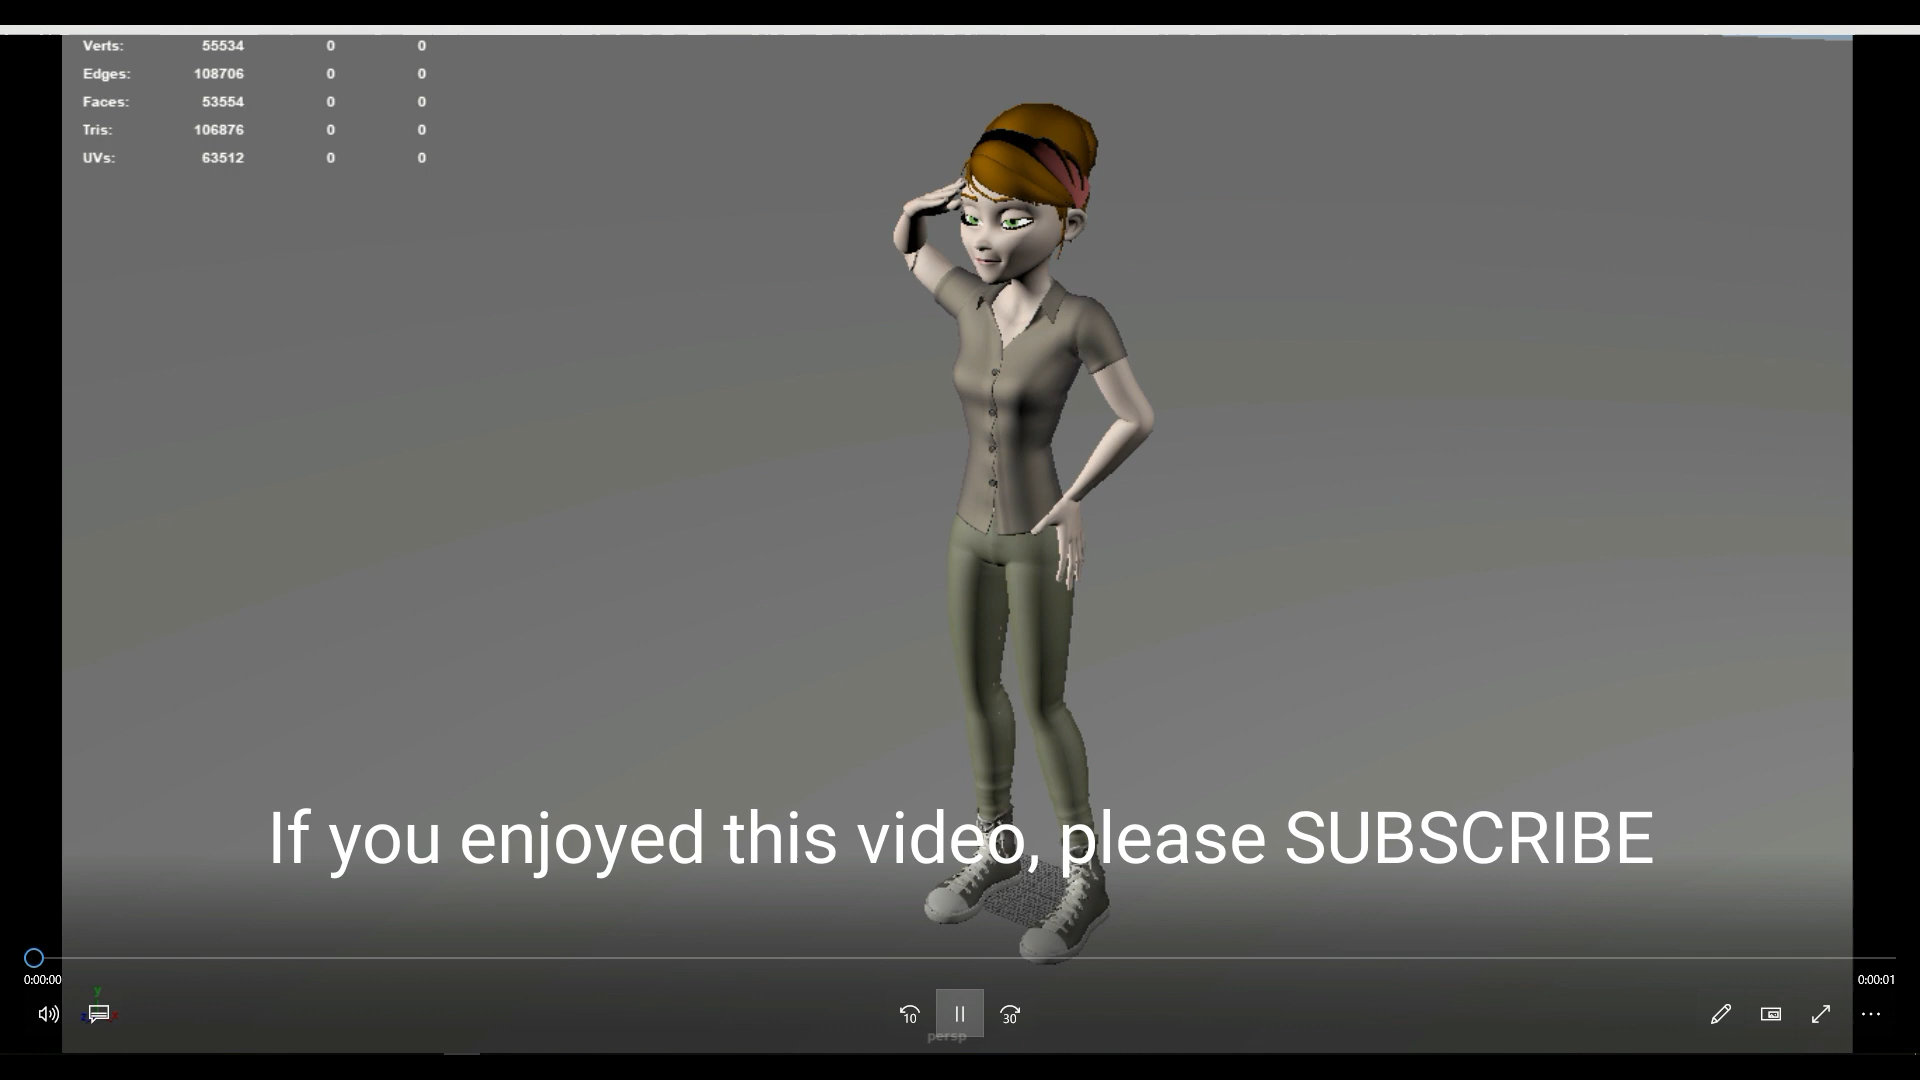 Verts: 55534 0 0
Edges: 108706 0 0
Faces: 53554 0 0
Tris: 106876 0 0
UVs: 63512 0 0
If you enjoyed this video, please SUBSCRIBE
0:00:00 0:00:01
y
z x
10 30
persp